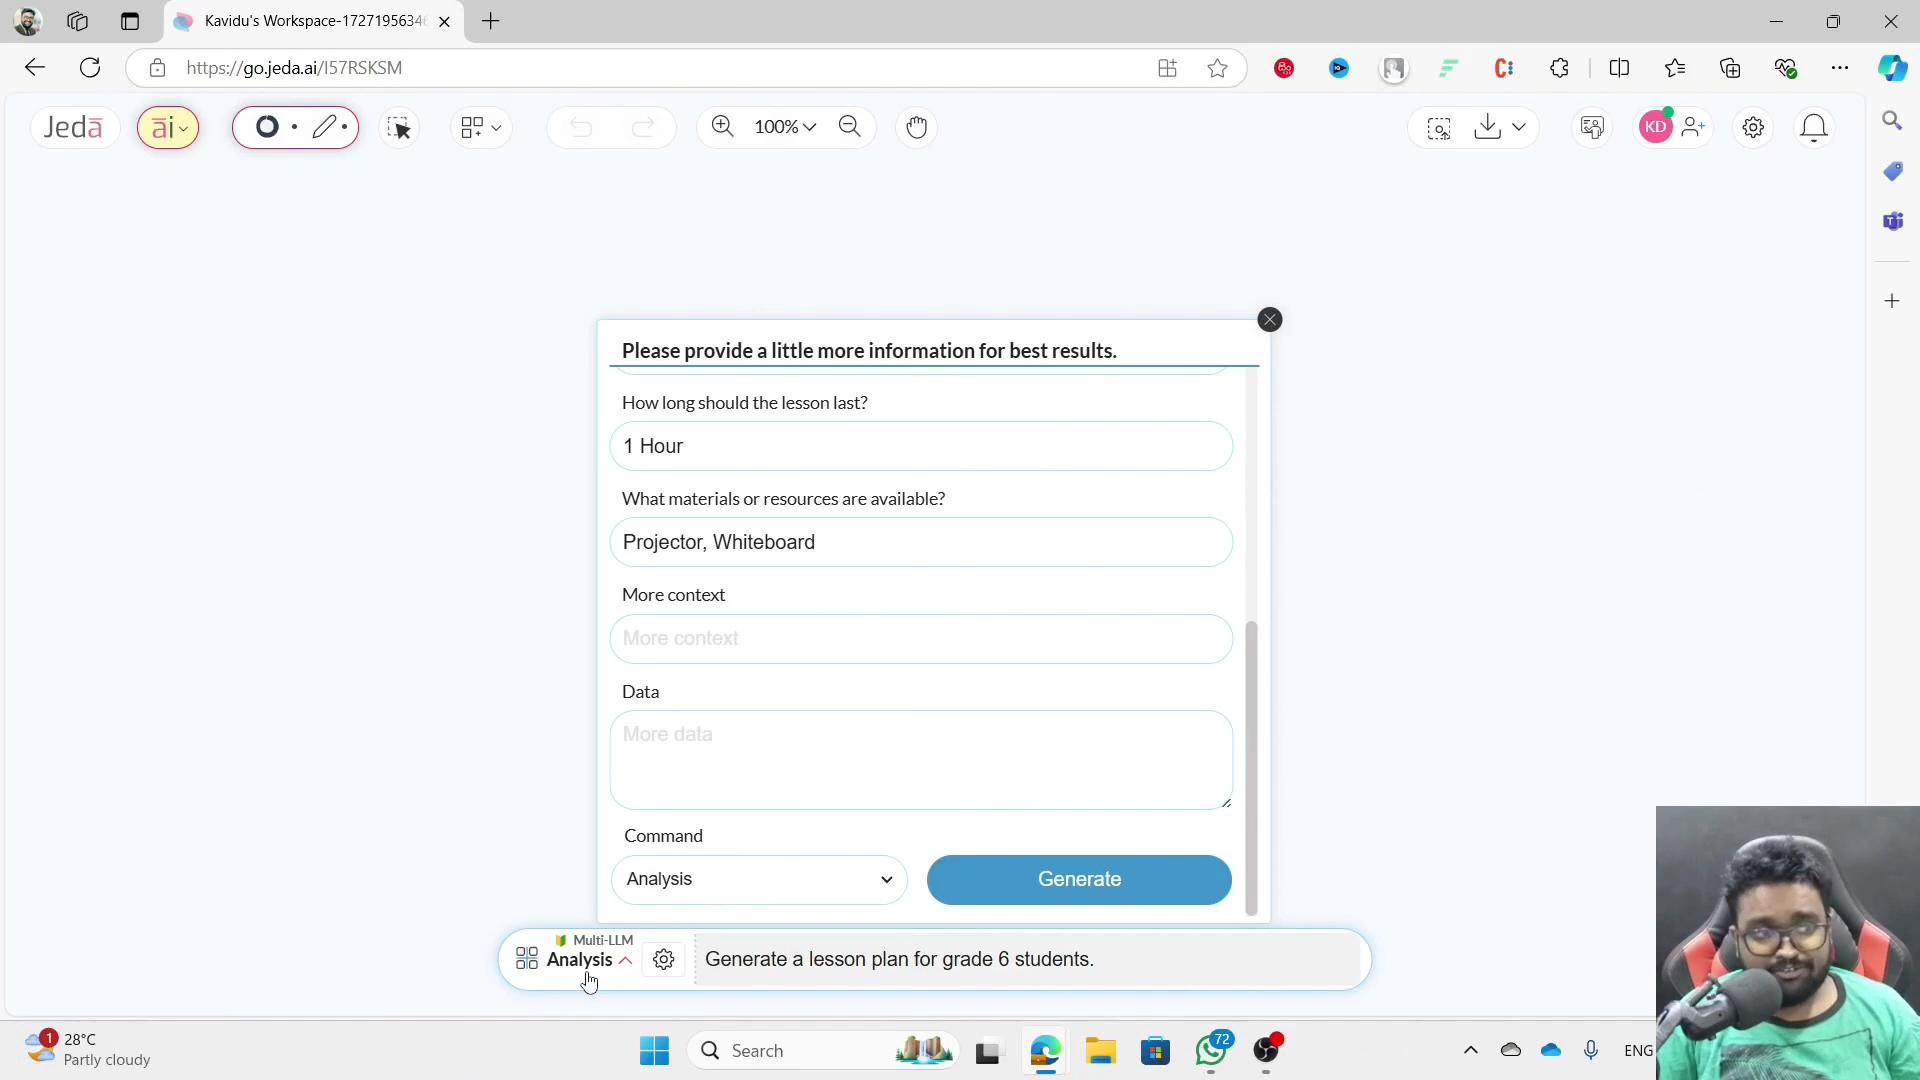 Kavidu's Workspace-1727195634
https://go.jeda.ai/I57RSKSM
Jedā
āi
100%
KD
Please provide a little more information for best results.
How long should the lesson last?
1 Hour
What materials or resources are available?
Projector, Whiteboard
More context
More context
Data
More data
Command
Analysis
Generate
Multi-LLM
Analysis
Generate a lesson plan for grade 6 students.
1
28°C
Partly cloudy
Search
72
ENG